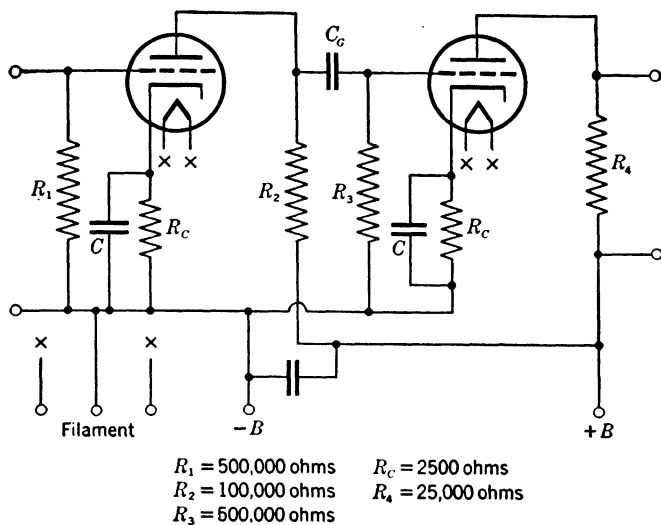 C_G
R_1
C
R_C
R_2
R_3
C
R_C
R_4
× ×
× ×
× ×
Filament
−B
+B
R_1 = 500,000 ohms R_C = 2500 ohms
R_2 = 100,000 ohms R_4 = 25,000 ohms
R_3 = 500,000 ohms